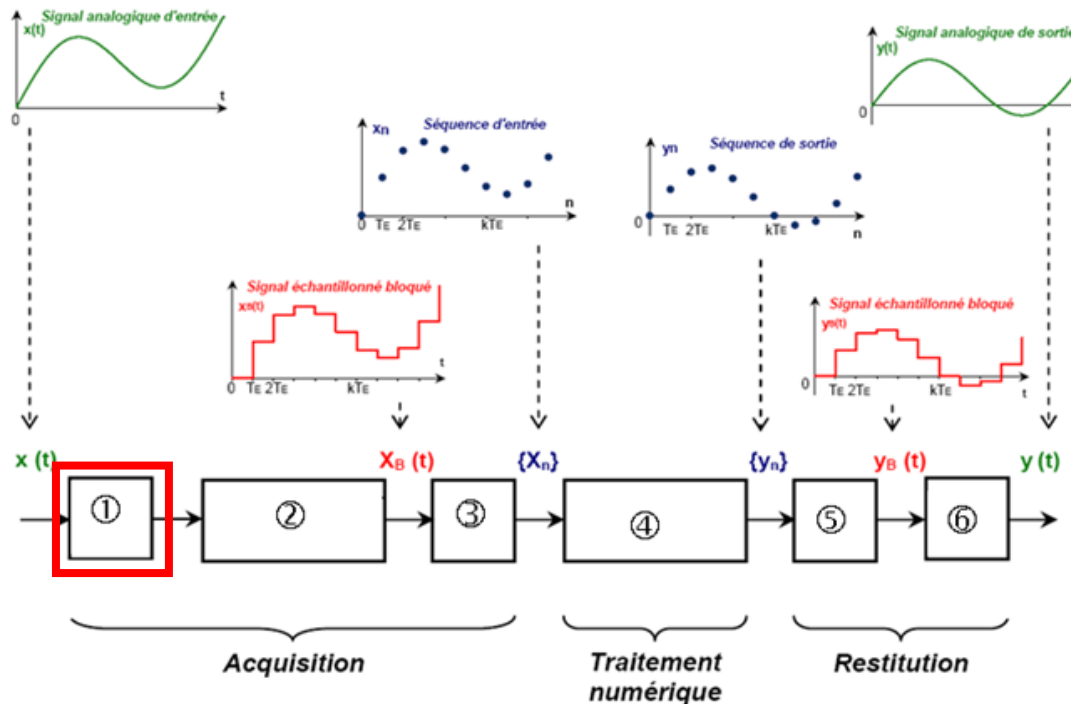 Signal analogique d'entrée
x(t)
t
0
Signal analogique de sortie
y(t)
0
xn
Séquence d'entrée
n
0 TE 2TE kTE
yn
Séquence de sortie
0
TE 2TE kTE
n
Signal échantillonné bloqué
xB(t)
t
0 TE 2TE kTE
Signal échantillonné bloqué
yB(t)
0
TE 2TE kTE t
x (t)
XB (t)
{Xn}
{yn}
yB (t)
y (t)
①
②
③
④
⑤
⑥
Acquisition
Traitement
numérique
Restitution